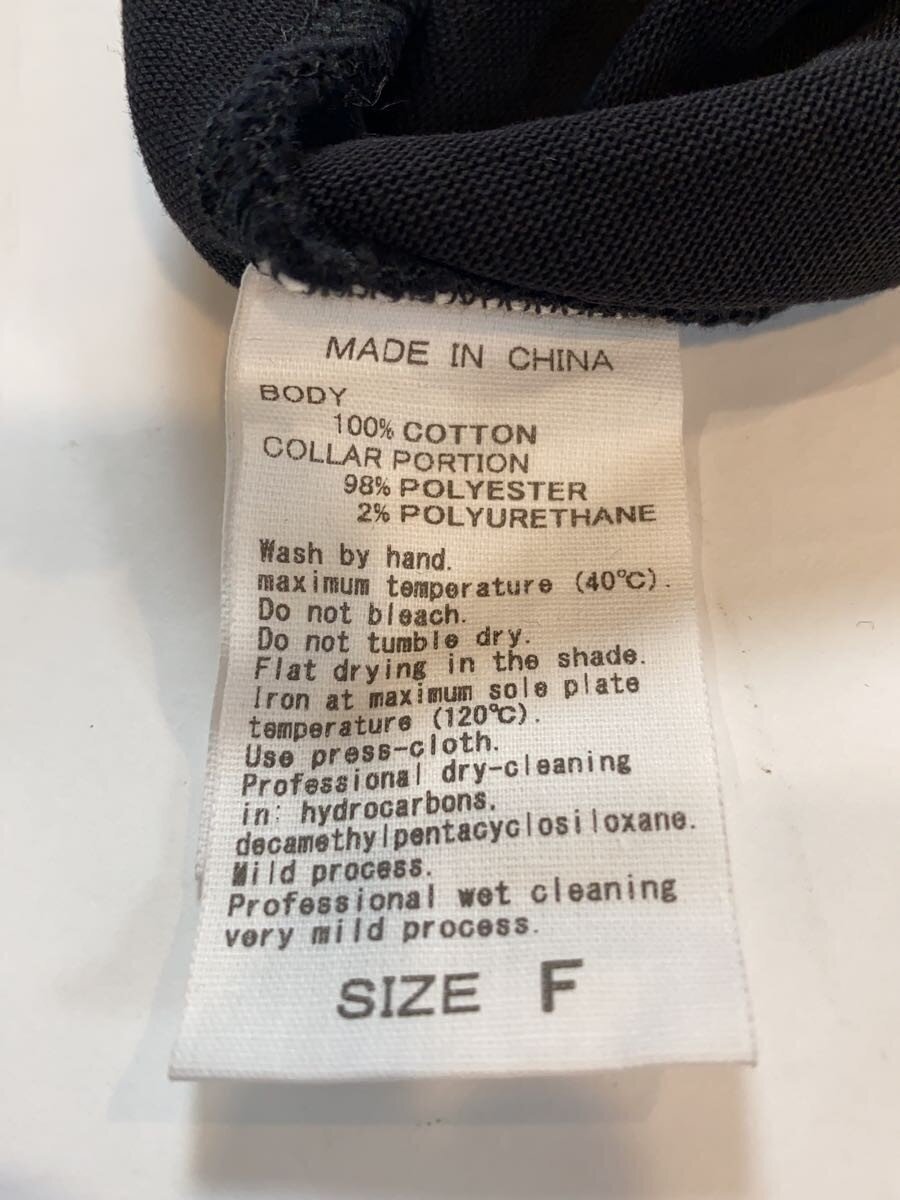 MADE IN CHINA
BODY
100% COTTON
COLLAR PORTION
98% POLYESTER
2% POLYURETHANE
Wash by hand.
maximum temperature (40℃).
Do not bleach.
Do not tumble dry.
Flat drying in the shade.
Iron at maximum sole plate
temperature (120℃).
Use press-cloth.
Professional dry-cleaning
in: hydrocarbons.
decamethylpentacyclosiloxane.
Mild process.
Professional wet cleaning
very mild process.
SIZE F